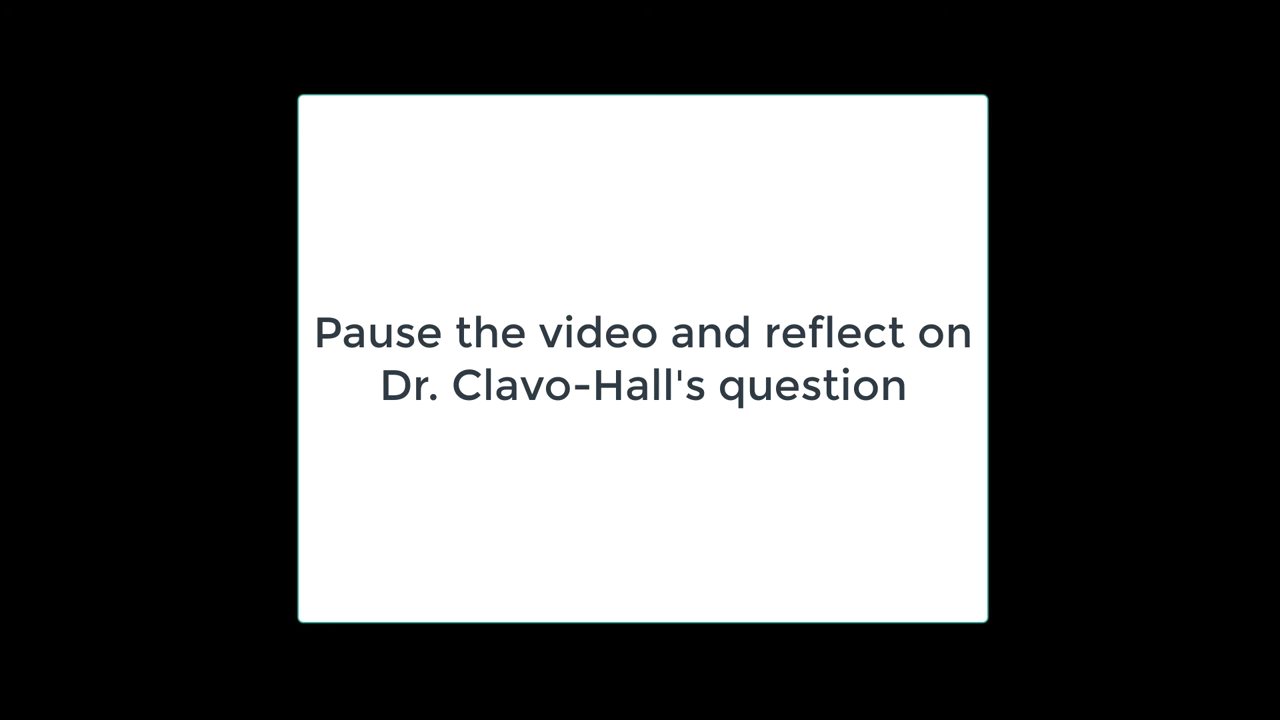 Pause the video and reflect on
Dr. Clavo-Hall's question